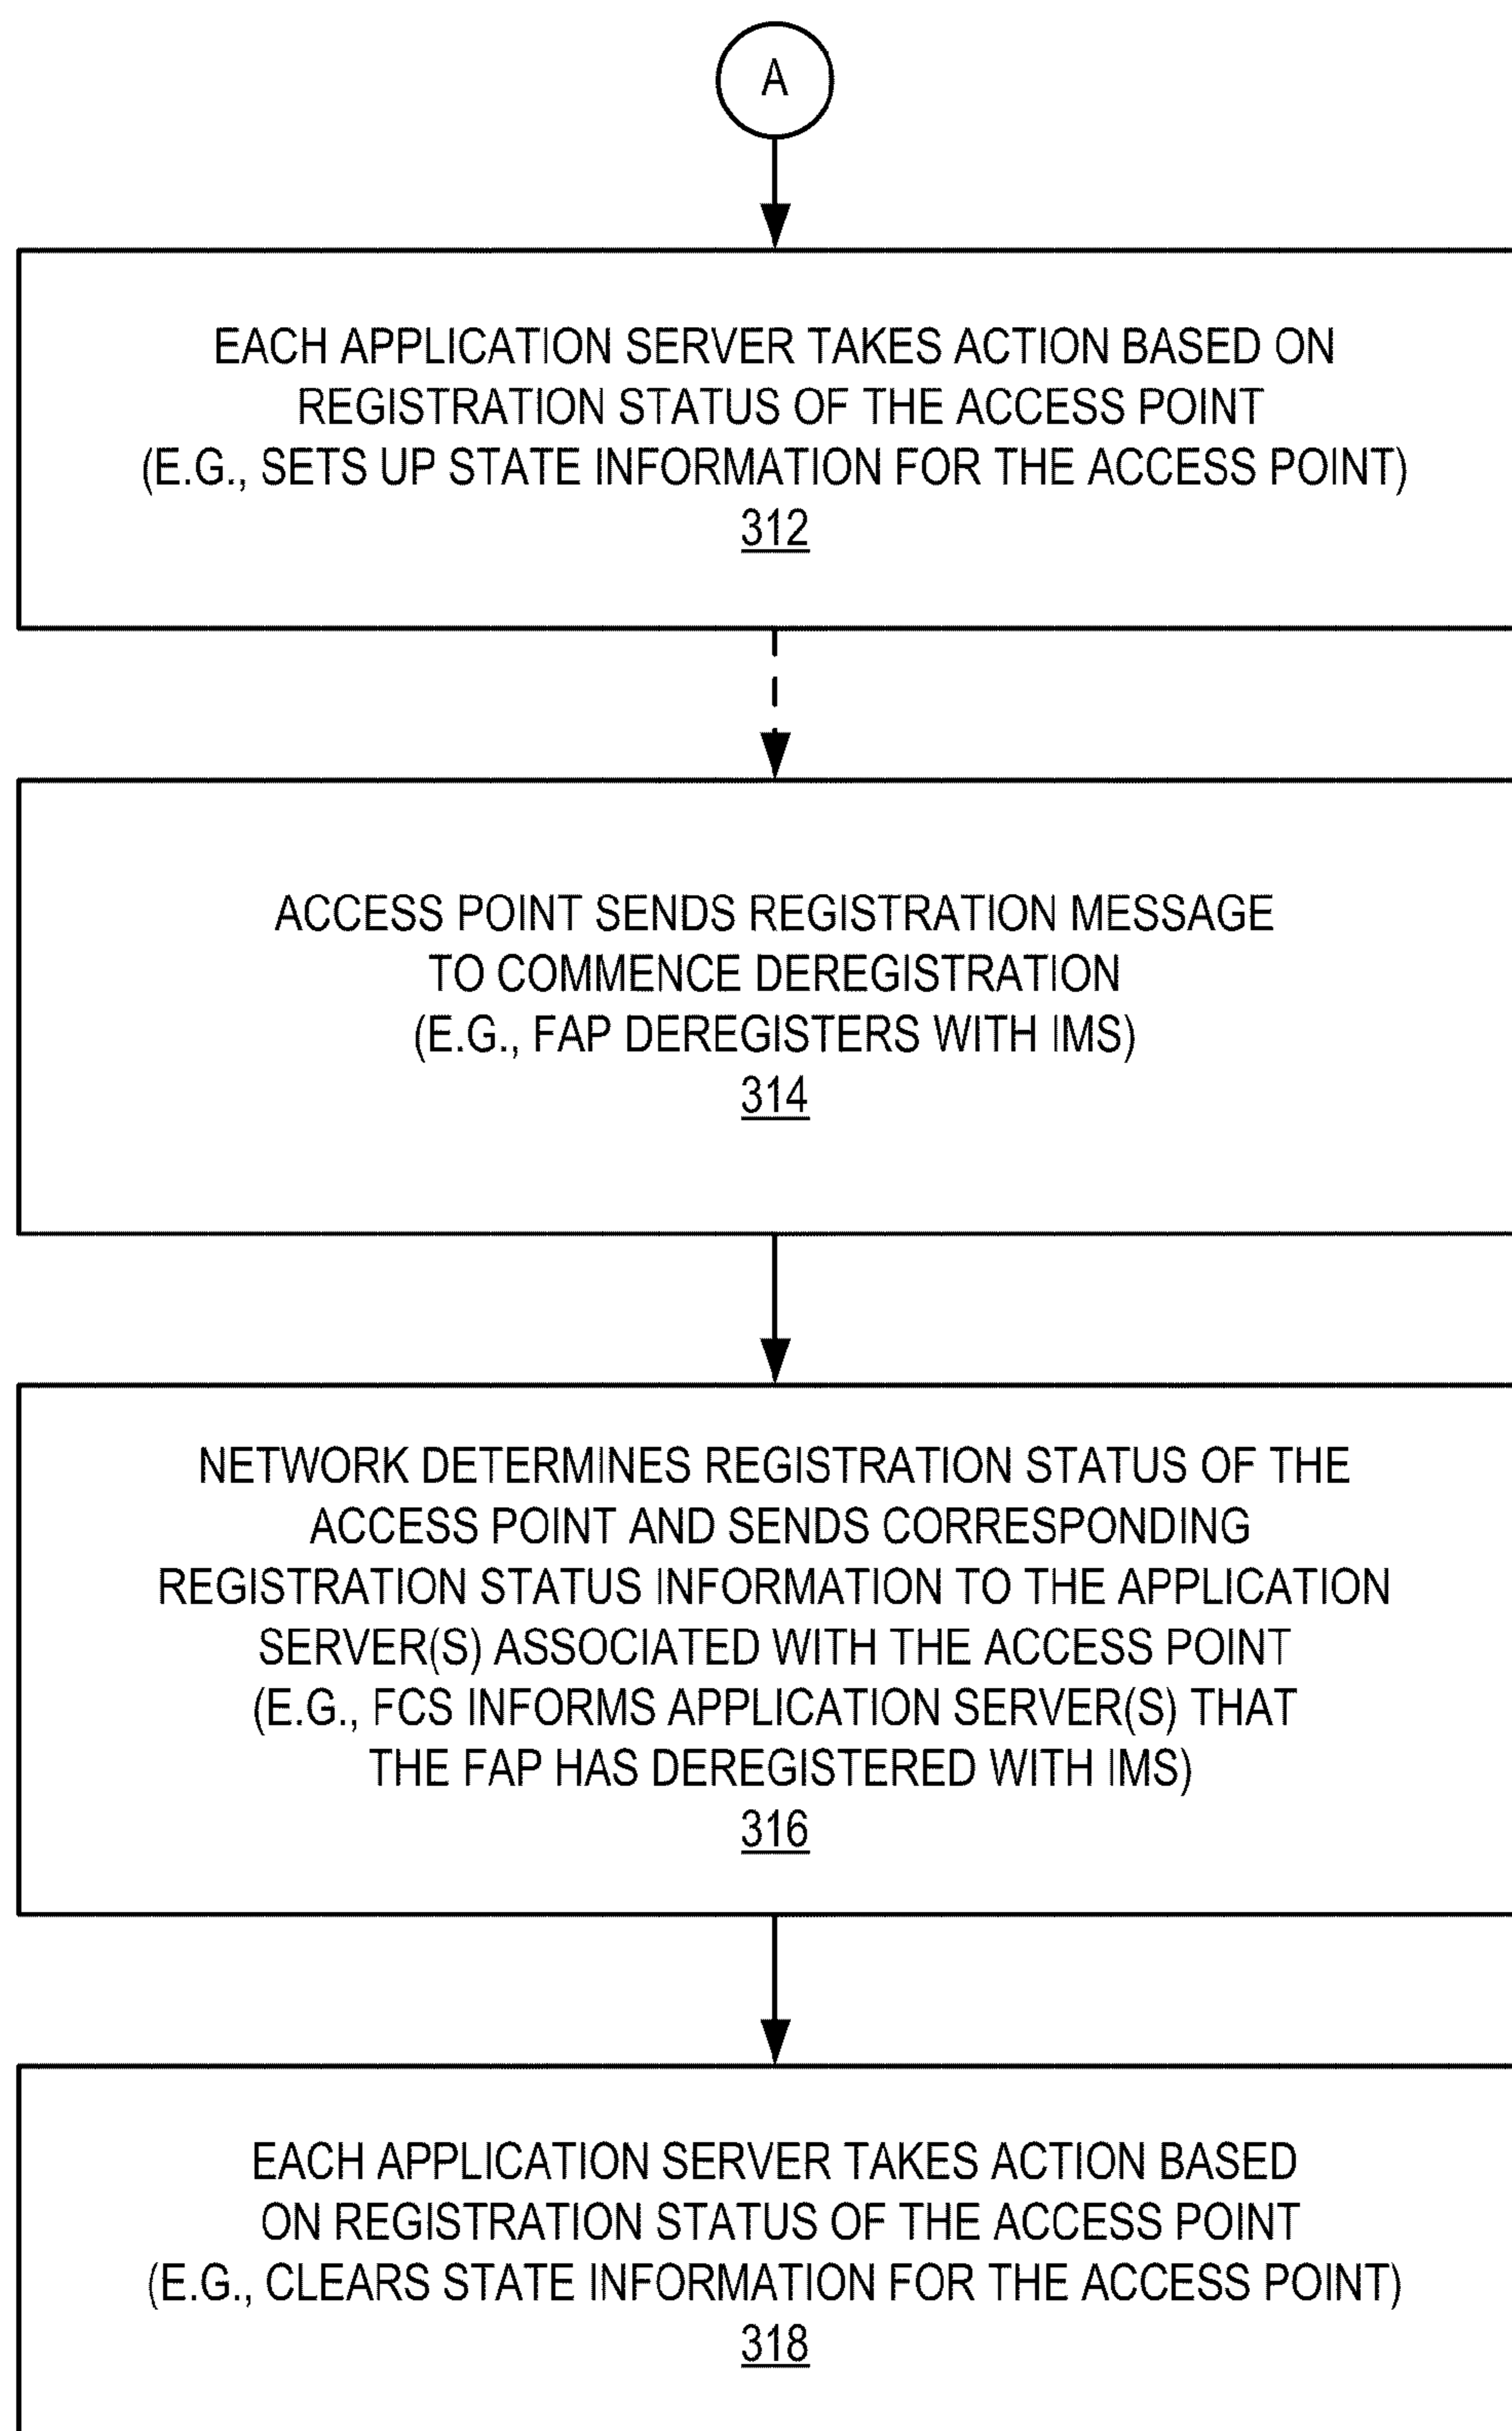 A
EACH APPLICATION SERVER TAKES ACTION BASED ON
REGISTRATION STATUS OF THE ACCESS POINT
(E.G., SETS UP STATE INFORMATION FOR THE ACCESS POINT)
312
ACCESS POINT SENDS REGISTRATION MESSAGE
TO COMMENCE DEREGISTRATION
(E.G., FAP DEREGISTERS WITH IMS)
314
NETWORK DETERMINES REGISTRATION STATUS OF THE
ACCESS POINT AND SENDS CORRESPONDING
REGISTRATION STATUS INFORMATION TO THE APPLICATION
SERVER(S) ASSOCIATED WITH THE ACCESS POINT
(E.G., FCS INFORMS APPLICATION SERVER(S) THAT
THE FAP HAS DEREGISTERED WITH IMS)
316
EACH APPLICATION SERVER TAKES ACTION BASED
ON REGISTRATION STATUS OF THE ACCESS POINT
(E.G., CLEARS STATE INFORMATION FOR THE ACCESS POINT)
318